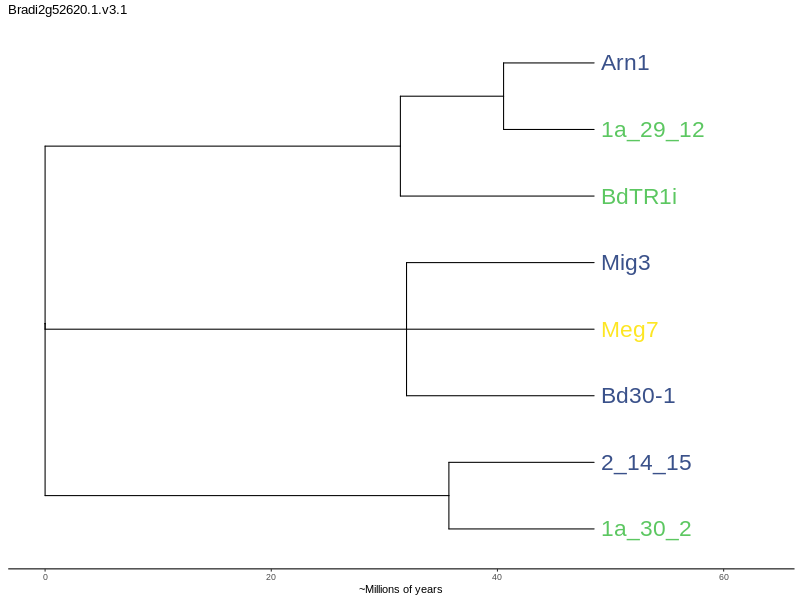 Bradi2g52620.1.v3.1
Arn1
1a_29_12
BdTR1i
Mig3
Meg7
Bd30-1
2_14_15
1a_30_2
0 20 40 60
~Millions of years